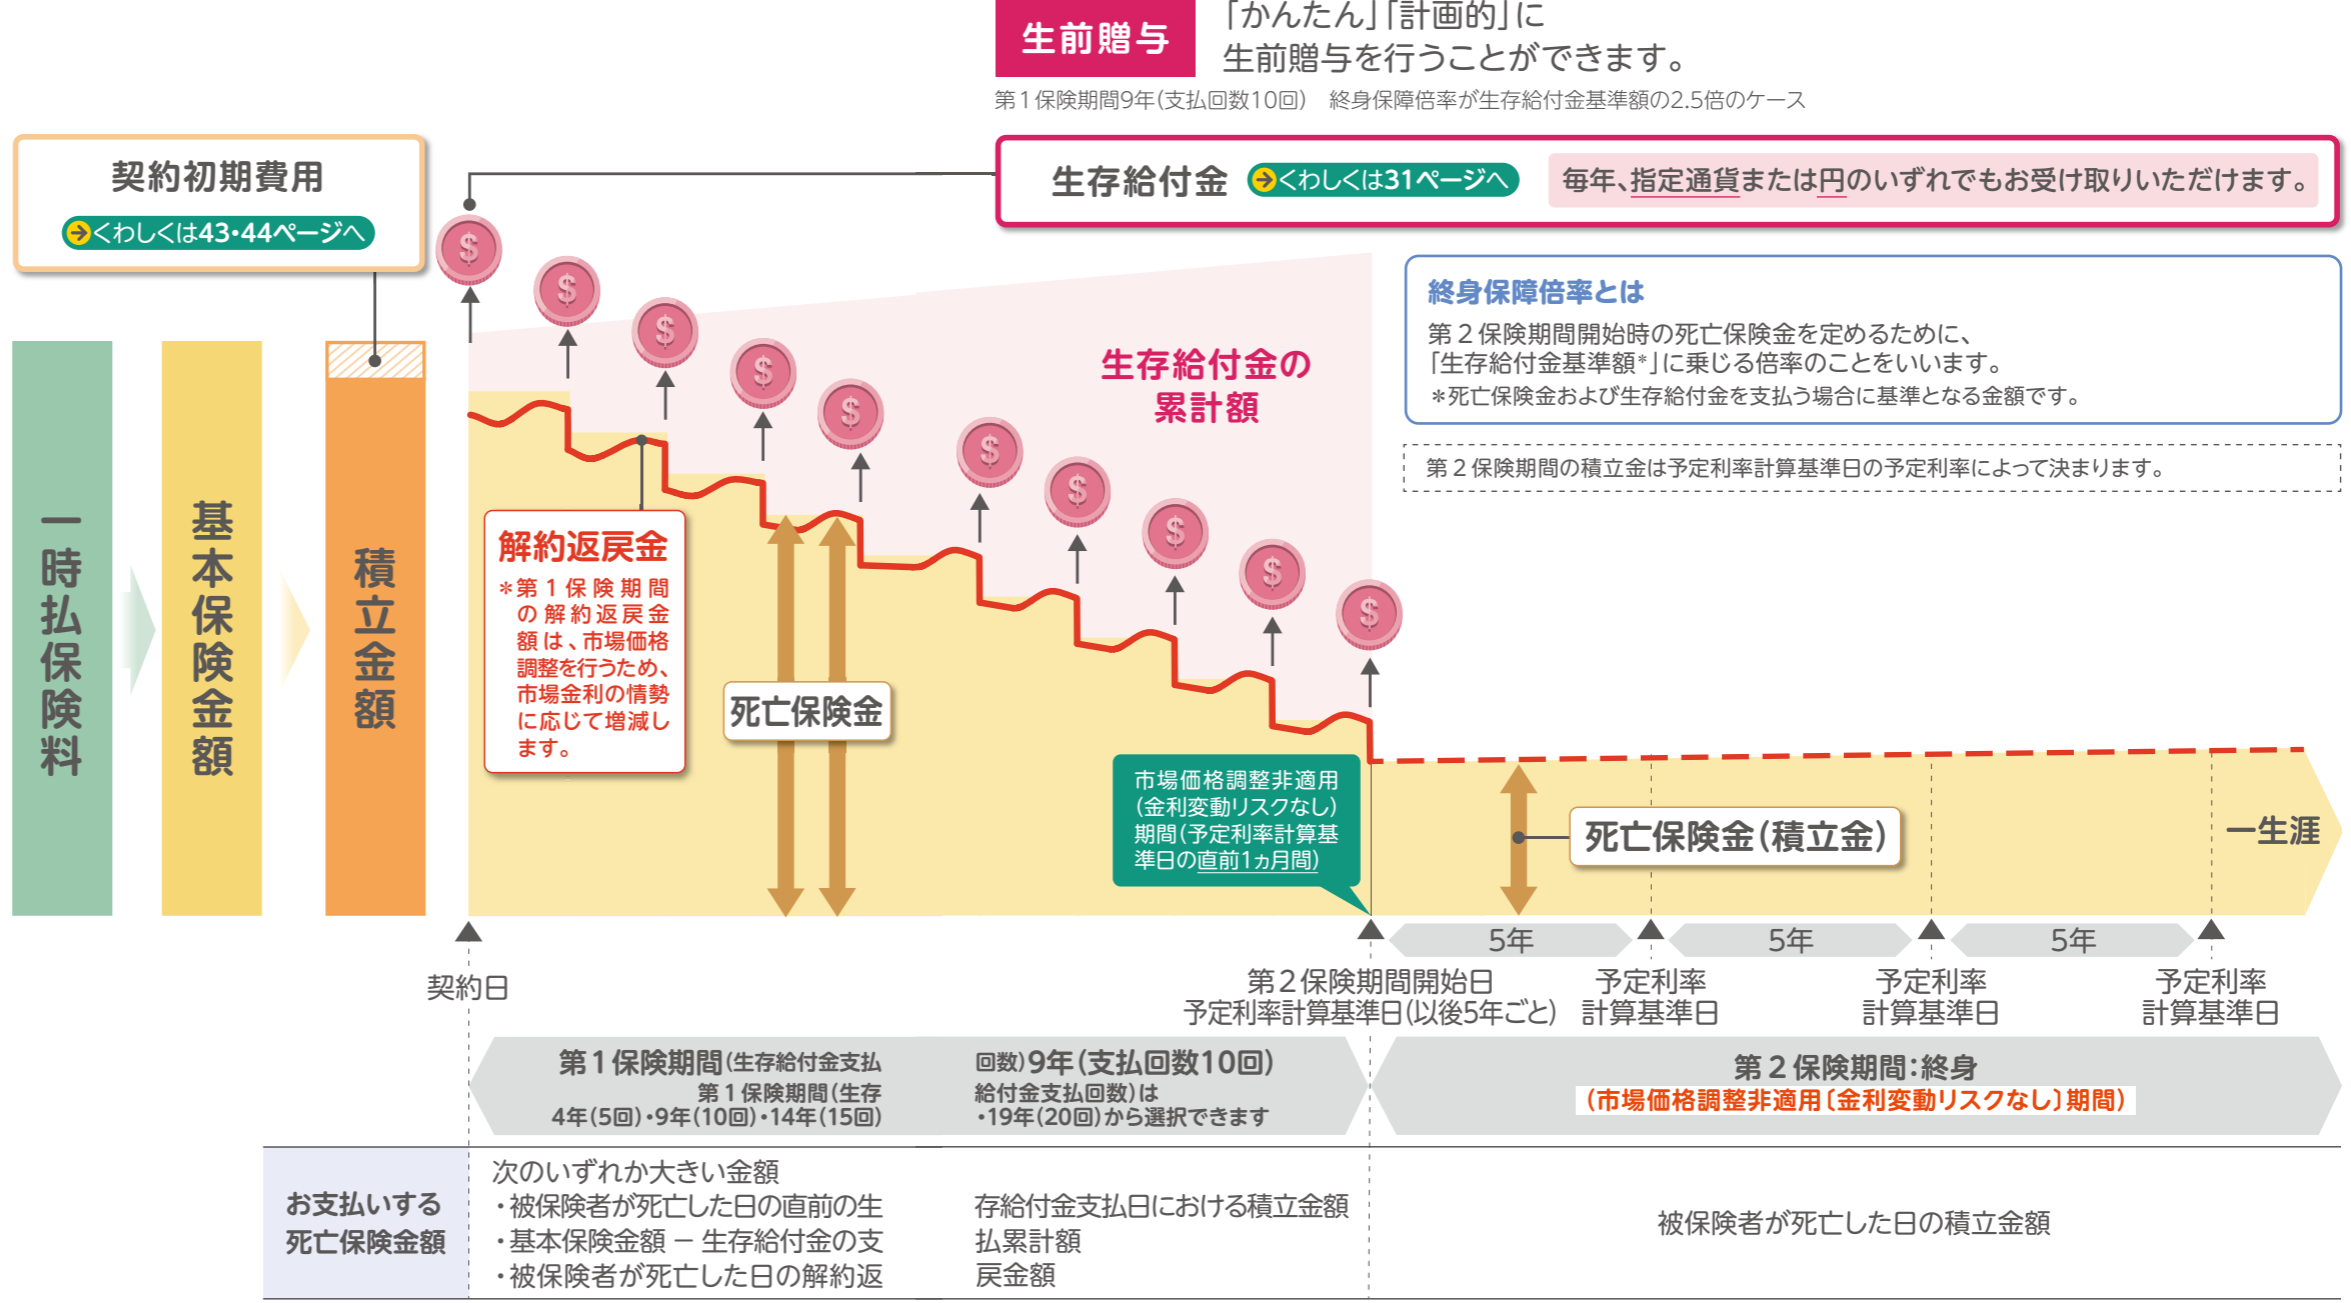 生前贈与
「かんたん」「計画的」に
生前贈与を行うことができます。
第1保険期間9年(支払回数10回)　終身保障倍率が生存給付金基準額の2.5倍のケース
契約初期費用
くわしくは43・44ページへ
生存給付金
くわしくは31ページへ
毎年、指定通貨または円のいずれでもお受け取りいただけます。
$
$
$
$
$
$
$
$
$
$
生存給付金の
累計額
終身保障倍率とは
第2保険期間開始時の死亡保険金を定めるために、
「生存給付金基準額*」に乗じる倍率のことをいいます。
*死亡保険金および生存給付金を支払う場合に基準となる金額です。
第2保険期間の積立金は予定利率計算基準日の予定利率によって決まります。
一時払保険料
基本保険金額
積立金額
解約返戻金
*第1保険期間
の解約返戻金
額は、市場価格
調整を行うため、
市場金利の情勢
に応じて増減し
ます。
死亡保険金
市場価格調整非適用
(金利変動リスクなし)
期間(予定利率計算基
準日の直前1ヵ月間)
死亡保険金(積立金)
一生涯
5年
5年
5年
契約日
第2保険期間開始日
予定利率計算基準日(以後5年ごと)
予定利率
計算基準日
予定利率
計算基準日
予定利率
計算基準日
第1保険期間(生存給付金支払回数)9年(支払回数10回)
第1保険期間(生存給付金支払回数)は
4年(5回)・9年(10回)・14年(15回)・19年(20回)から選択できます
第2保険期間:終身
(市場価格調整非適用〔金利変動リスクなし〕期間)
お支払いする
死亡保険金額
次のいずれか大きい金額
・被保険者が死亡した日の直前の生存給付金支払日における積立金額
・基本保険金額 − 生存給付金の支払累計額
・被保険者が死亡した日の解約返戻金額
被保険者が死亡した日の積立金額